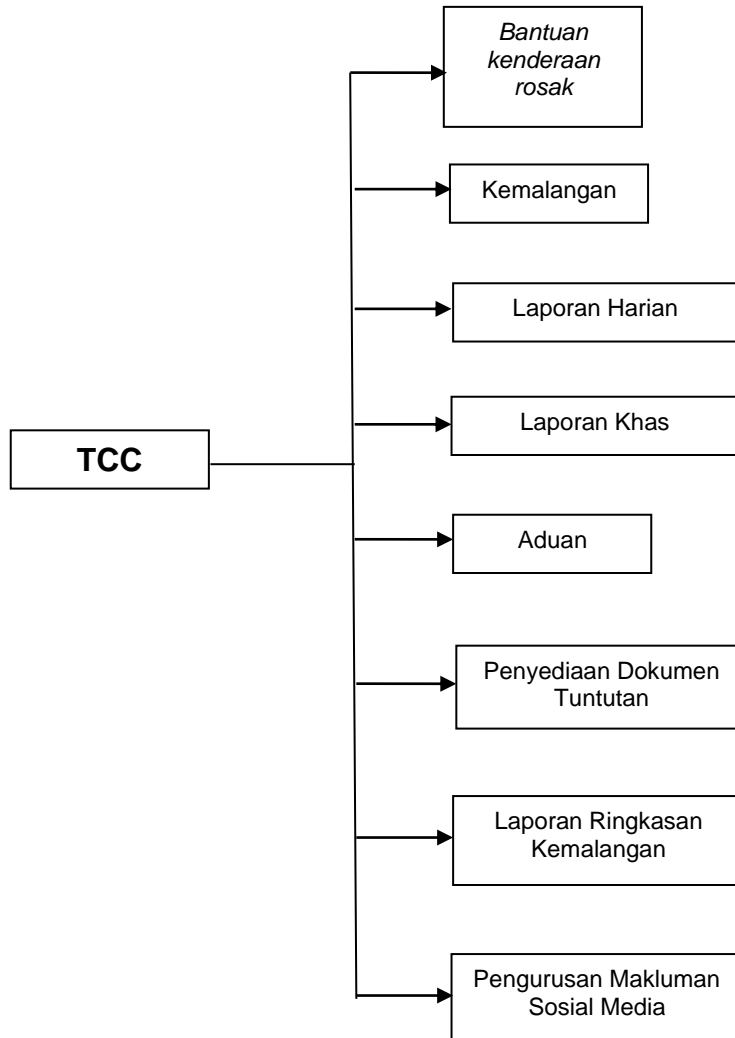 Bantuan
kenderaan
rosak
Kemalangan
Laporan Harian
Laporan Khas
TCC
Aduan
Penyediaan Dokumen
Tuntutan
Laporan Ringkasan
Kemalangan
Pengurusan Makluman
Sosial Media